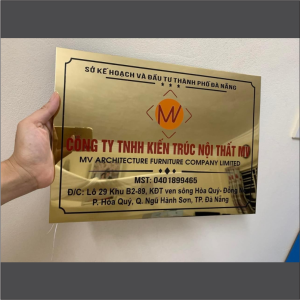 SỞ KẾ HOẠCH VÀ ĐẦU TƯ THÀNH PHỐ ĐÀ NẴNG
MV
CÔNG TY TNHH KIẾN TRÚC NỘI THẤT MV
MV ARCHITECTURE FURNITURE COMPANY LIMITED
MST: 0401899465
Đ/C: Lô 29 Khu B2-89, KĐT ven sông Hòa Quý- Đồng
P. Hòa Quý, Q. Ngũ Hành Sơn, TP. Đà Nẵng